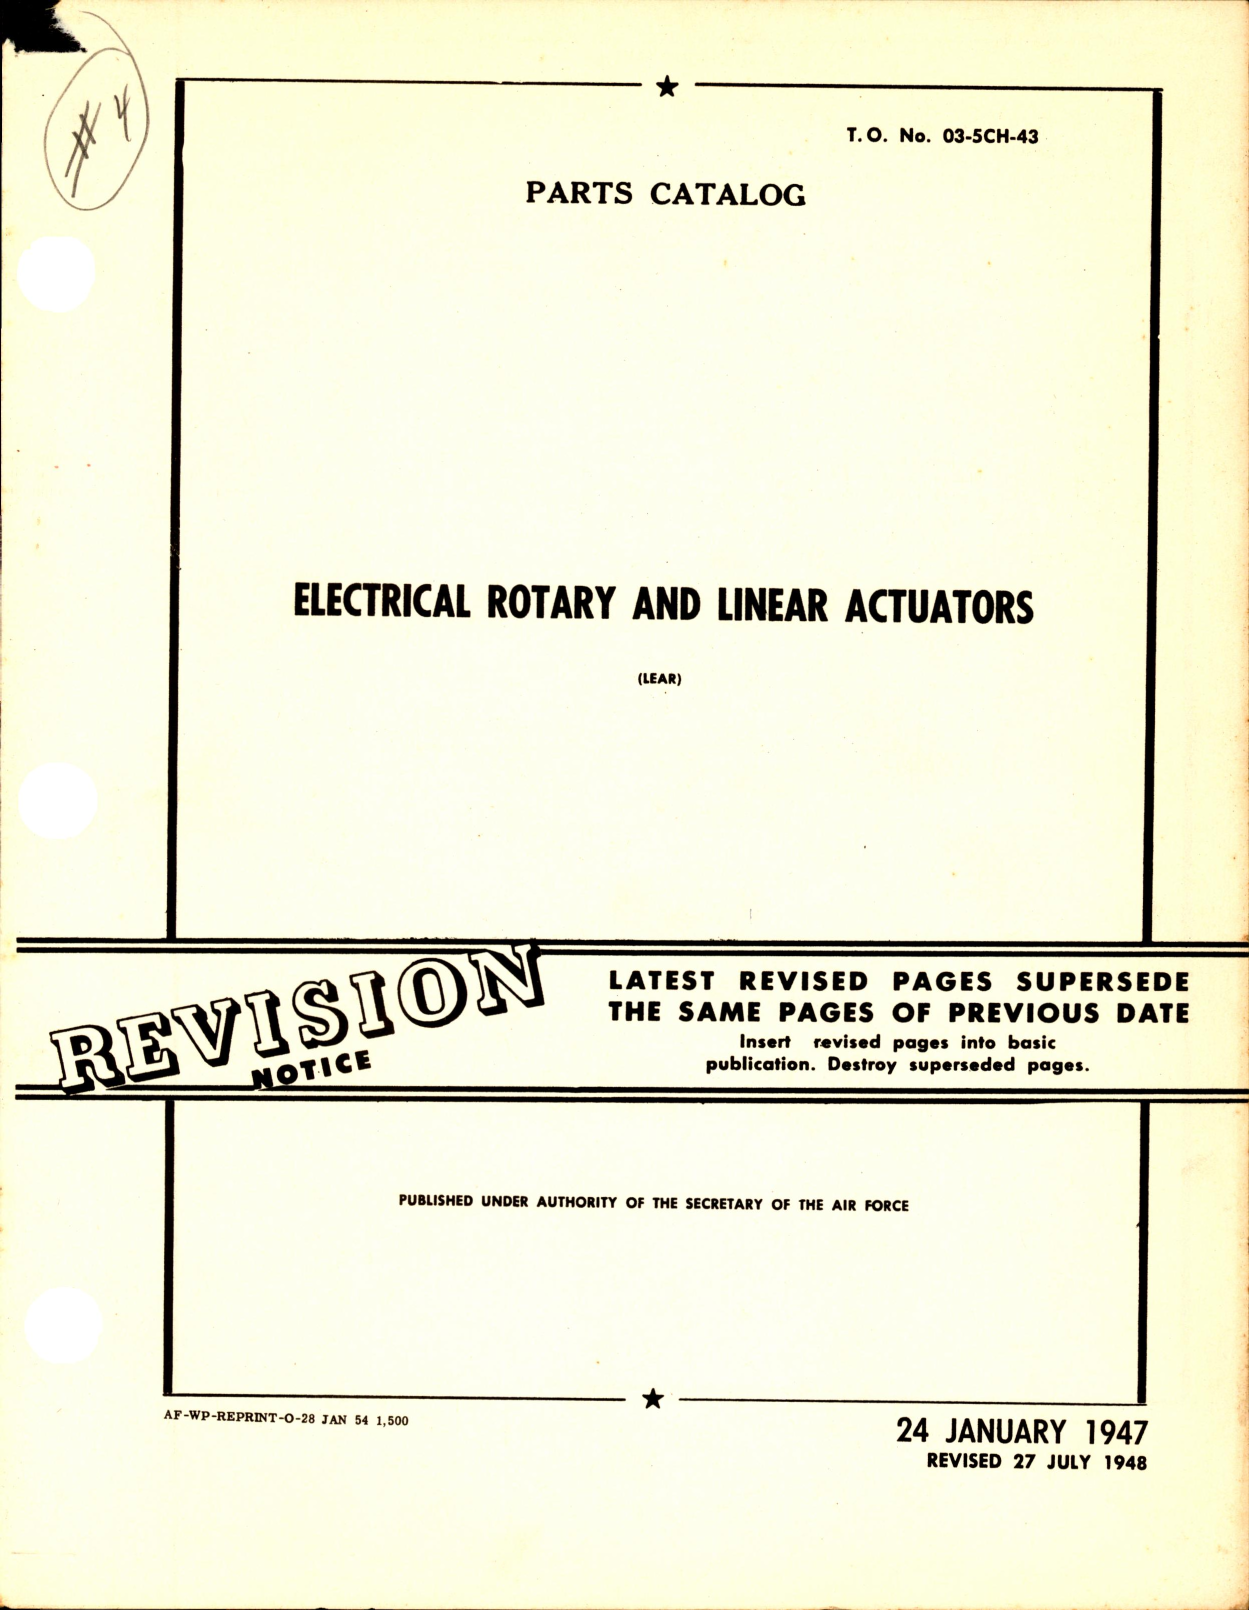 # 4
T.O. No. 03-5CH-43
PARTS CATALOG
ELECTRICAL ROTARY AND LINEAR ACTUATORS
(LEAR)
REVISION
NOTICE
LATEST REVISED PAGES SUPERSEDE
THE SAME PAGES OF PREVIOUS DATE
Insert revised pages into basic
publication. Destroy superseded pages.
PUBLISHED UNDER AUTHORITY OF THE SECRETARY OF THE AIR FORCE
AF-WP-REPRINT-O-28 JAN 54 1,500
24 JANUARY 1947
REVISED 27 JULY 1948